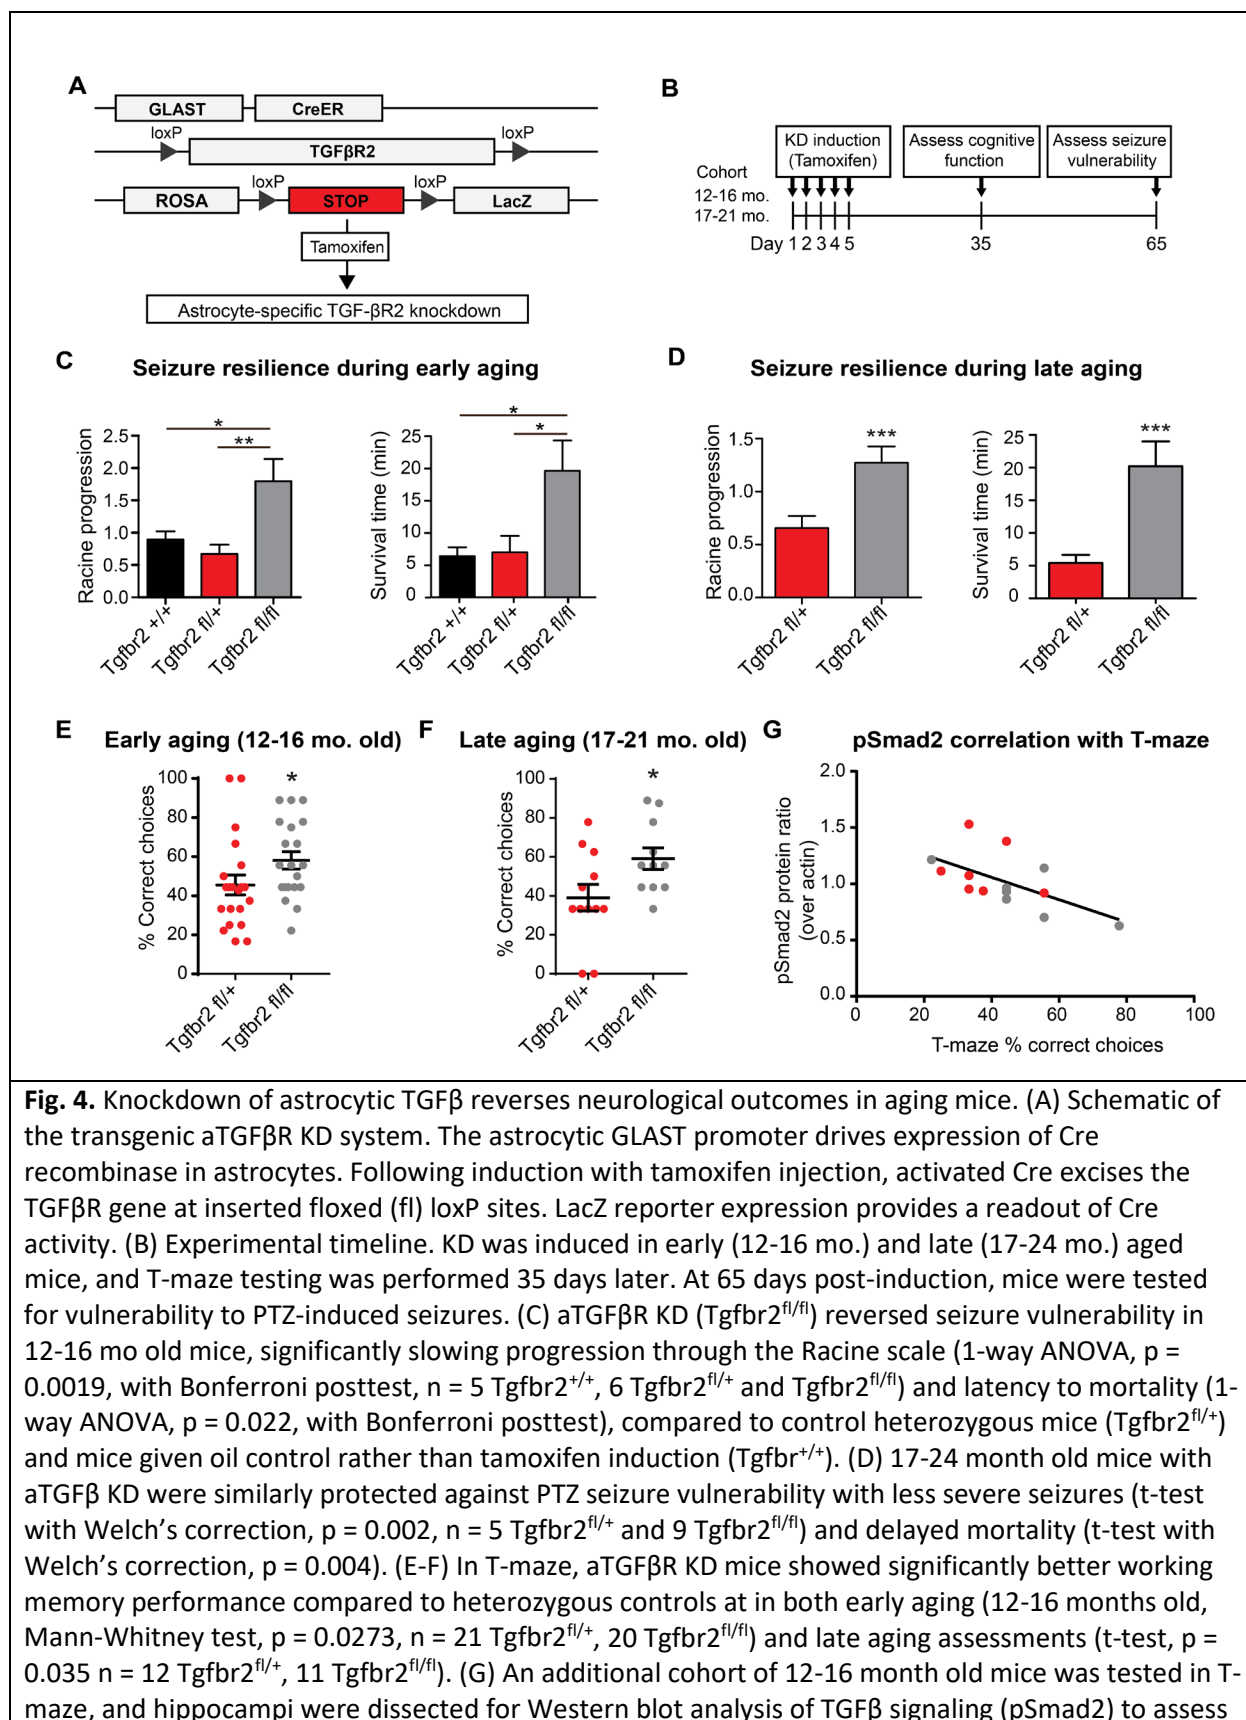 A
GLAST CreER
loxP loxP
TGFβR2
loxP loxP
ROSA STOP LacZ
Tamoxifen
Astrocyte-specific TGF-βR2 knockdown
B
KD induction
(Tamoxifen)
Assess cognitive
function
Assess seizure
vulnerability
Cohort
12-16 mo.
17-21 mo.
Day 1 2 3 4 5 35 65
C Seizure resilience during early aging
Racine progression
2.5
2.0
1.5
1.0
0.5
0.0
*
**
Tgfbr2 +/+
Tgfbr2 fl/+
Tgfbr2 fl/fl
Survival time (min)
25
20
15
10
5
0
*
*
Tgfbr2 +/+
Tgfbr2 fl/+
Tgfbr2 fl/fl
D Seizure resilience during late aging
Racine progression
1.5
1.0
0.5
0.0
***
Tgfbr2 fl/+
Tgfbr2 fl/fl
Survival time (min)
25
20
15
10
5
0
***
Tgfbr2 fl/+
Tgfbr2 fl/fl
E Early aging (12-16 mo. old)
% Correct choices
100
80
60
40
20
0
*
Tgfbr2 fl/+
Tgfbr2 fl/fl
F Late aging (17-21 mo. old)
% Correct choices
100
80
60
40
20
0
*
Tgfbr2 fl/+
Tgfbr2 fl/fl
G pSmad2 correlation with T-maze
pSmad2 protein ratio
(over actin)
2.0
1.5
1.0
0.5
0.0
0 20 40 60 80 100
T-maze % correct choices
Fig. 4. Knockdown of astrocytic TGFβ reverses neurological outcomes in aging mice. (A) Schematic of
the transgenic aTGFβR KD system. The astrocytic GLAST promoter drives expression of Cre
recombinase in astrocytes. Following induction with tamoxifen injection, activated Cre excises the
TGFβR gene at inserted floxed (fl) loxP sites. LacZ reporter expression provides a readout of Cre
activity. (B) Experimental timeline. KD was induced in early (12-16 mo.) and late (17-24 mo.) aged
mice, and T-maze testing was performed 35 days later. At 65 days post-induction, mice were tested
for vulnerability to PTZ-induced seizures. (C) aTGFβR KD (Tgfbr2fl/fl) reversed seizure vulnerability in
12-16 mo old mice, significantly slowing progression through the Racine scale (1-way ANOVA, p =
0.0019, with Bonferroni posttest, n = 5 Tgfbr2+/+, 6 Tgfbr2fl/+ and Tgfbr2fl/fl) and latency to mortality (1-
way ANOVA, p = 0.022, with Bonferroni posttest), compared to control heterozygous mice (Tgfbr2fl/+)
and mice given oil control rather than tamoxifen induction (Tgfbr+/+). (D) 17-24 month old mice with
aTGFβ KD were similarly protected against PTZ seizure vulnerability with less severe seizures (t-test
with Welch's correction, p = 0.002, n = 5 Tgfbr2fl/+ and 9 Tgfbr2fl/fl) and delayed mortality (t-test with
Welch's correction, p = 0.004). (E-F) In T-maze, aTGFβR KD mice showed significantly better working
memory performance compared to heterozygous controls at in both early aging (12-16 months old,
Mann-Whitney test, p = 0.0273, n = 21 Tgfbr2fl/+, 20 Tgfbr2fl/fl) and late aging assessments (t-test, p =
0.035 n = 12 Tgfbr2fl/+, 11 Tgfbr2fl/fl). (G) An additional cohort of 12-16 month old mice was tested in T-
maze, and hippocampi were dissected for Western blot analysis of TGFβ signaling (pSmad2) to assess